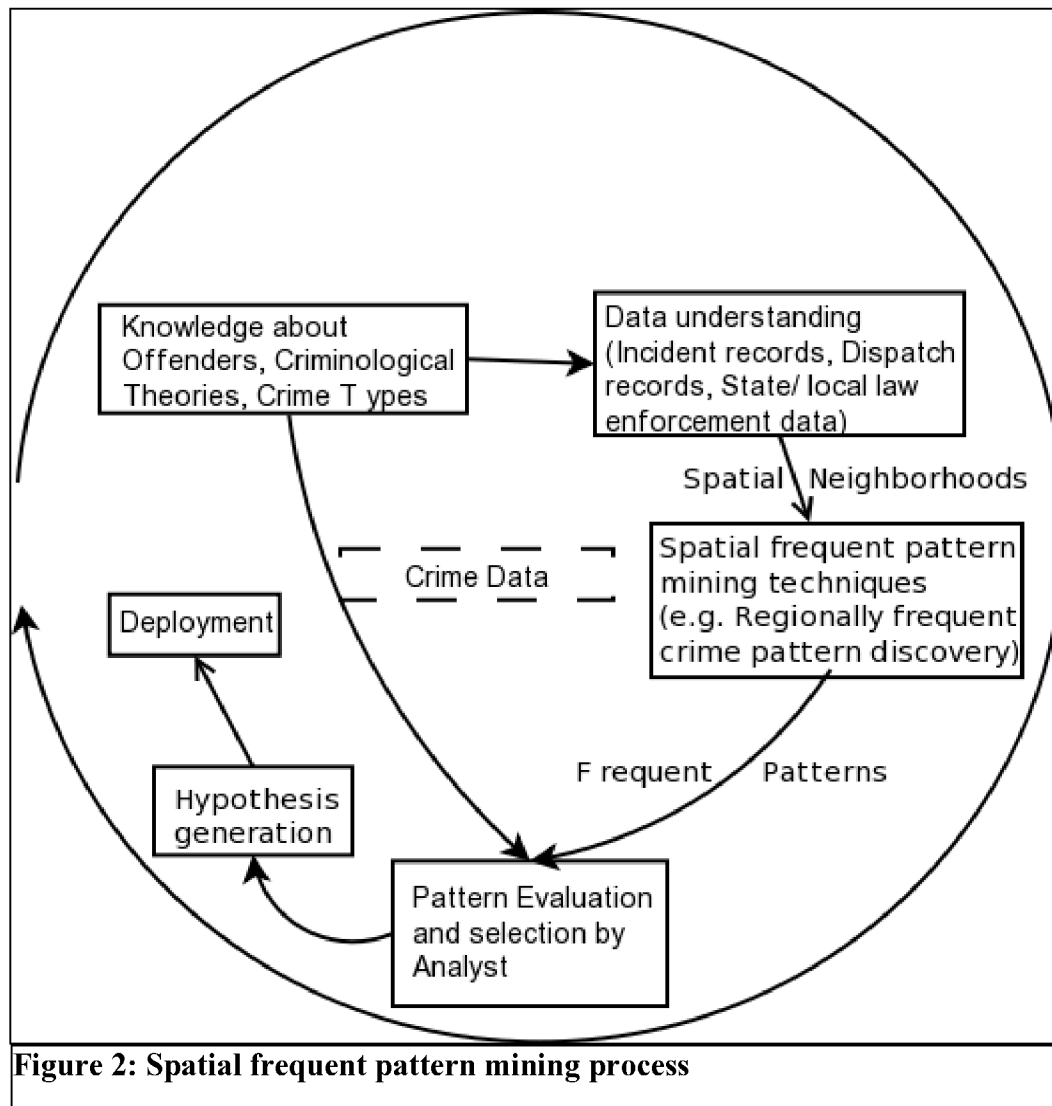 Knowledge about
Offenders, Criminological
Theories, Crime T ypes
Data understanding
(Incident records, Dispatch
records, State/ local law
enforcement data)
Spatial Neighborhoods
Spatial frequent pattern
mining techniques
(e.g. Regionally frequent
crime pattern discovery)
Crime Data
Deployment
F requent Patterns
Hypothesis
generation
Pattern Evaluation
and selection by
Analyst
Figure 2: Spatial frequent pattern mining process